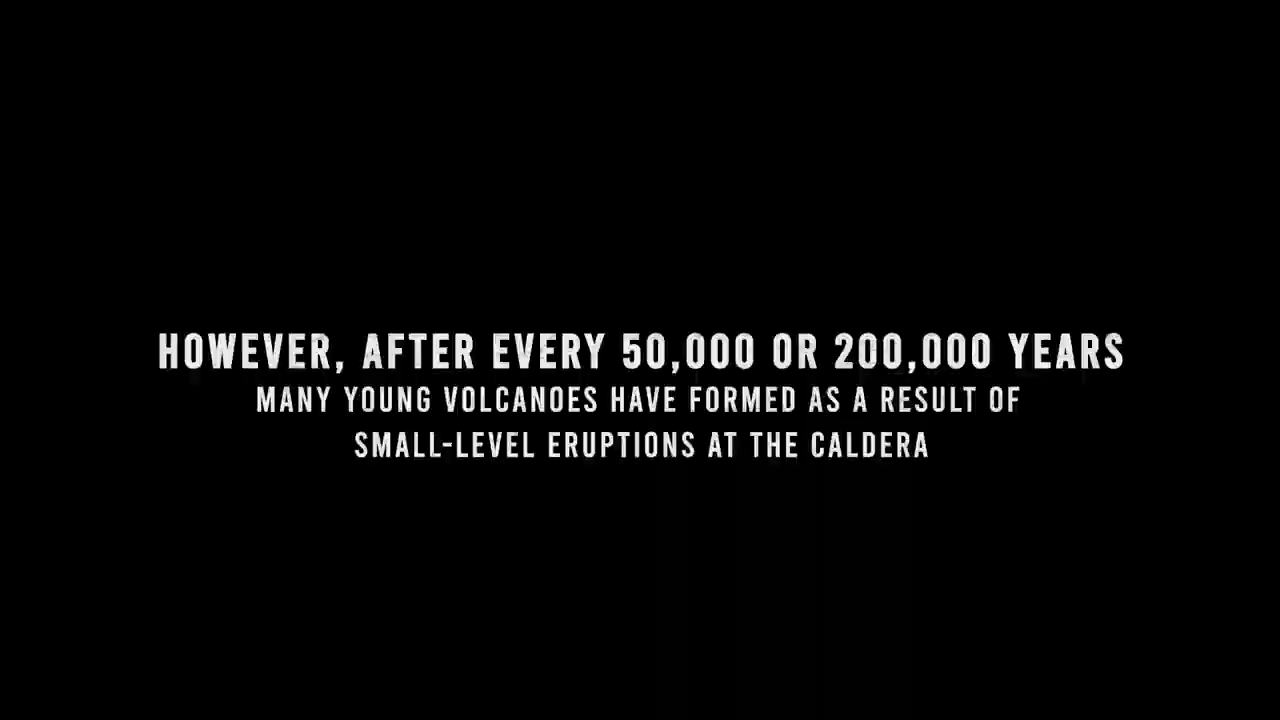 HOWEVER, AFTER EVERY 50,000 OR 200,000 YEARS
MANY YOUNG VOLCANOES HAVE FORMED AS A RESULT OF
SMALL-LEVEL ERUPTIONS AT THE CALDERA